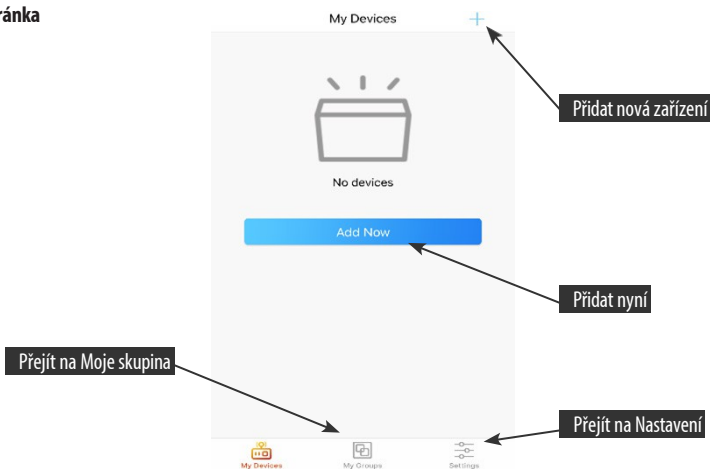 ránka
My Devices
Přidat nová zařízení
No devices
Add Now
Přidat nyní
Přejít na Moje skupina
Přejít na Nastavení
My Devices
My Groups
Settings